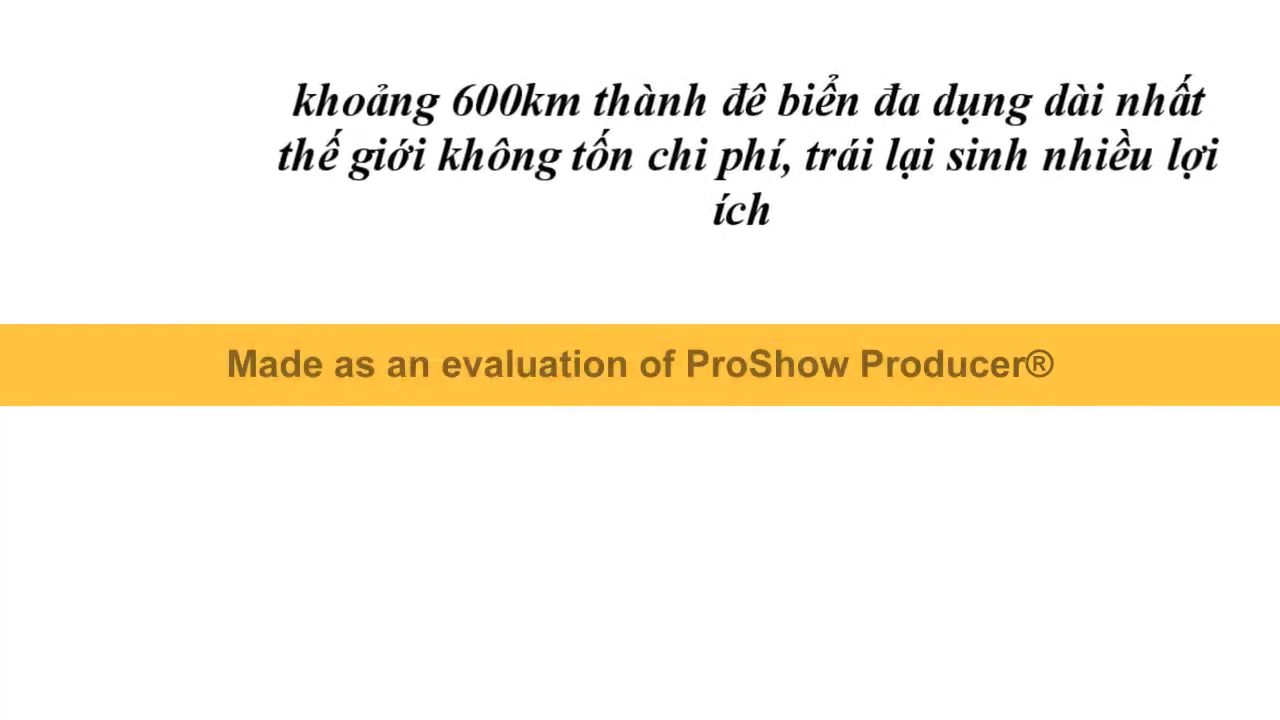 khoảng 600km thành đê biển đa dụng dài nhất
thế giới không tốn chi phí, trái lại sinh nhiều lợi
ích
Made as an evaluation of ProShow Producer®